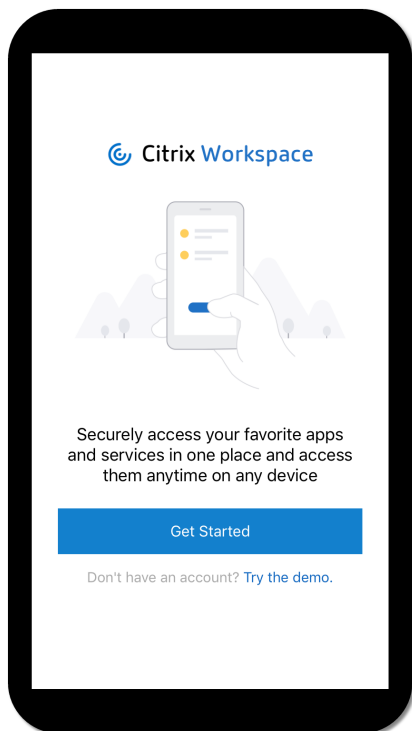 Citrix Workspace
Securely access your favorite apps
and services in one place and access
them anytime on any device
Get Started
Don't have an account? Try the demo.